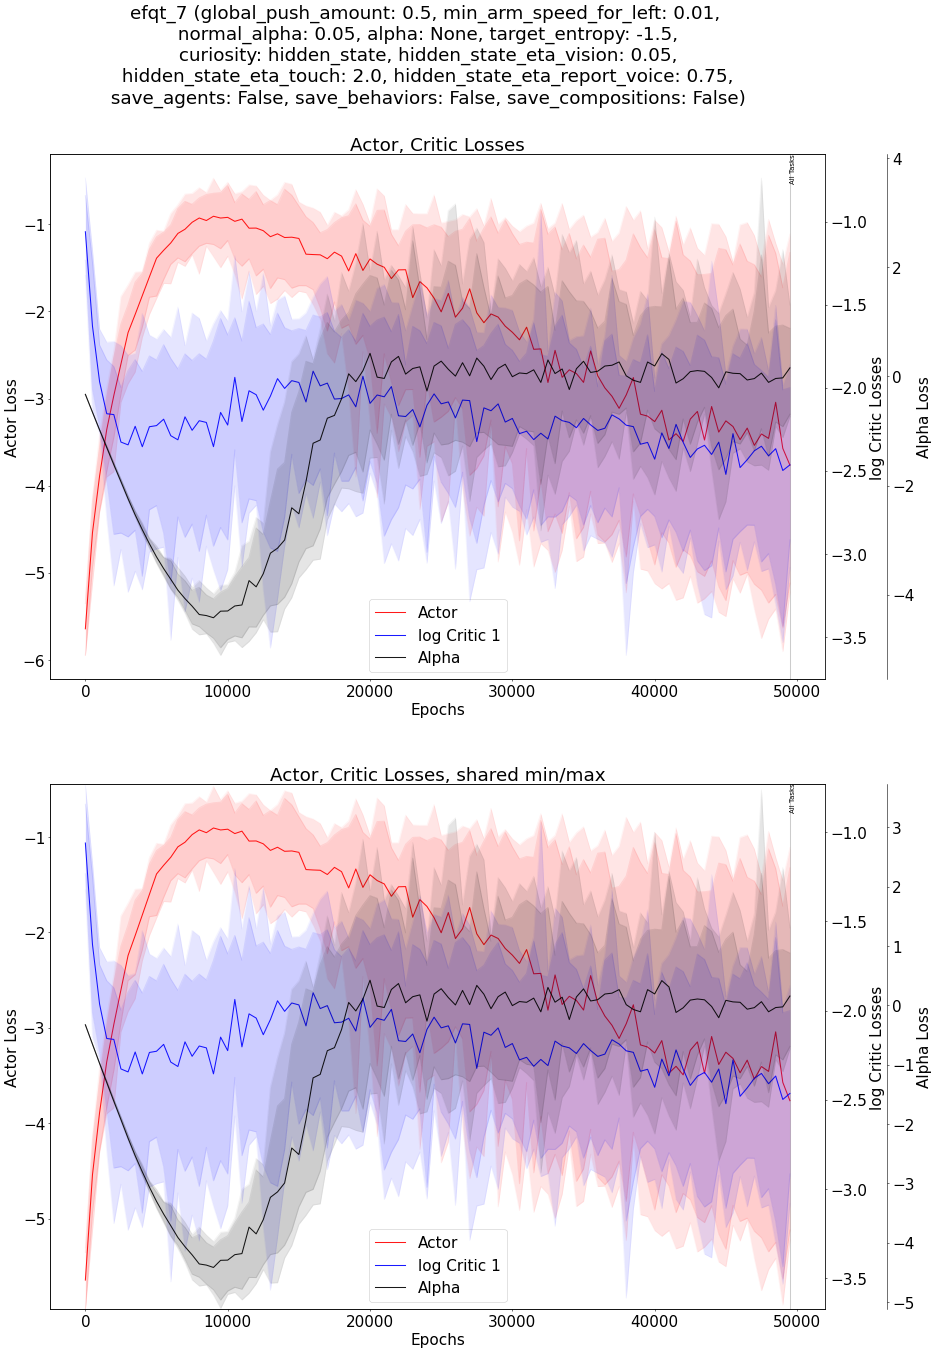 efqt_7 (global_push_amount: 0.5, min_arm_speed_for_left: 0.01,
normal_alpha: 0.05, alpha: None, target_entropy: -1.5,
curiosity: hidden_state, hidden_state_eta_vision: 0.05,
hidden_state_eta_touch: 2.0, hidden_state_eta_report_voice: 0.75,
save_agents: False, save_behaviors: False, save_compositions: False)
Actor, Critic Losses
All Tasks
−1
−2
−3
−4
−5
−6
Actor Loss
−1.0
−1.5
−2.0
−2.5
−3.0
−3.5
log Critic Losses
4
2
0
−2
−4
Alpha Loss
Actor
log Critic 1
Alpha
0 10000 20000 30000 40000 50000
Epochs
Actor, Critic Losses, shared min/max
All Tasks
−1
−2
−3
−4
−5
Actor Loss
−1.0
−1.5
−2.0
−2.5
−3.0
−3.5
log Critic Losses
3
2
1
0
−1
−2
−3
−4
−5
Alpha Loss
Actor
log Critic 1
Alpha
0 10000 20000 30000 40000 50000
Epochs